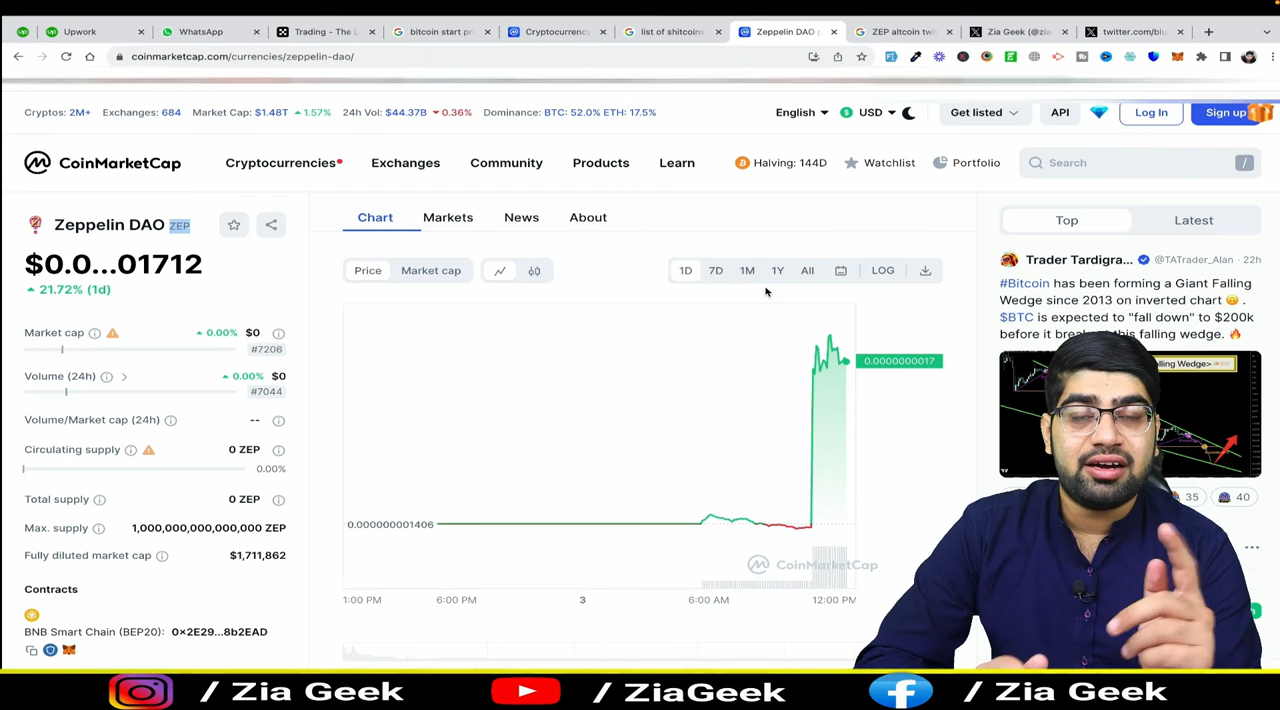 Upwork
WhatsApp
Trading - The L
bitcoin start pri
Cryptocurrency
list of shitcoins
Zeppelin DAO p
ZEP altcoin twi
Zia Geek (@zia
twitter.com/blu
coinmarketcap.com/currencies/zeppelin-dao/
Cryptos: 2M+ Exchanges: 684 Market Cap: $1.48T 1.57% 24h Vol: $44.37B 0.36% Dominance: BTC: 52.0% ETH: 17.5%
English USD Get listed API Log In Sign up
CoinMarketCap Cryptocurrencies Exchanges Community Products Learn Halving: 144D Watchlist Portfolio Search /
Zeppelin DAO ZEP
$0.0...01712
21.72% (1d)
Market cap 0.00% $0
#7206
Volume (24h) 0.00% $0
#7044
Volume/Market cap (24h) --
Circulating supply 0 ZEP
0.00%
Total supply 0 ZEP
Max. supply 1,000,000,000,000,000 ZEP
Fully diluted market cap $1,711,862
Contracts
BNB Smart Chain (BEP20): 0x2E29...8b2EAD
Chart Markets News About
Price Market cap
1D 7D 1M 1Y All LOG
0.0000000017
0.000000001406
CoinMarketCap
1:00 PM 6:00 PM 3 6:00 AM 12:00 PM
Top Latest
Trader Tardigra... @TATrader_Alan · 22h
#Bitcoin has been forming a Giant Falling
Wedge since 2013 on inverted chart .
$BTC is expected to "fall down" to $200k
before it this falling wedge.
alling Wedge>
35 40
/ Zia Geek
/ ZiaGeek
/ Zia Geek